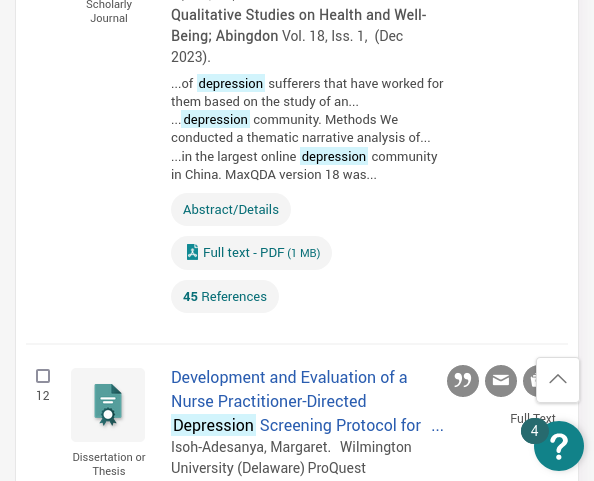 Scholarly
Journal
Qualitative Studies on Health and Well-
Being; Abingdon Vol. 18, Iss. 1,  (Dec
2023).
...of depression sufferers that have worked for
them based on the study of an...
...depression community. Methods We
conducted a thematic narrative analysis of...
...in the largest online depression community
in China. MaxQDA version 18 was...
Abstract/Details
Full text - PDF (1 MB)
45 References
12
Dissertation or
Thesis
Development and Evaluation of a
Nurse Practitioner-Directed
Depression Screening Protocol for ...
Isoh-Adesanya, Margaret.  Wilmington
University (Delaware) ProQuest
Full Text
4
?